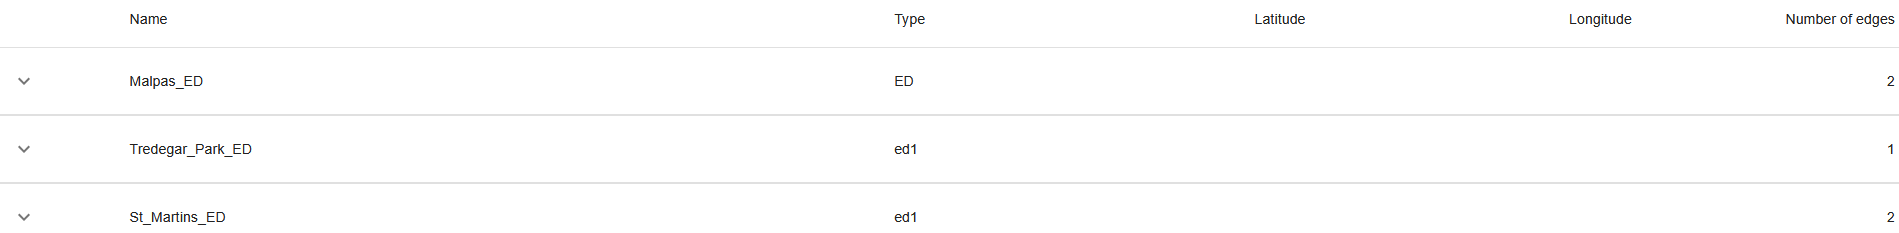 Name Type Latitude Longitude Number of edges
Malpas_ED ED 2
Tredegar_Park_ED ed1 1
St_Martins_ED ed1 2